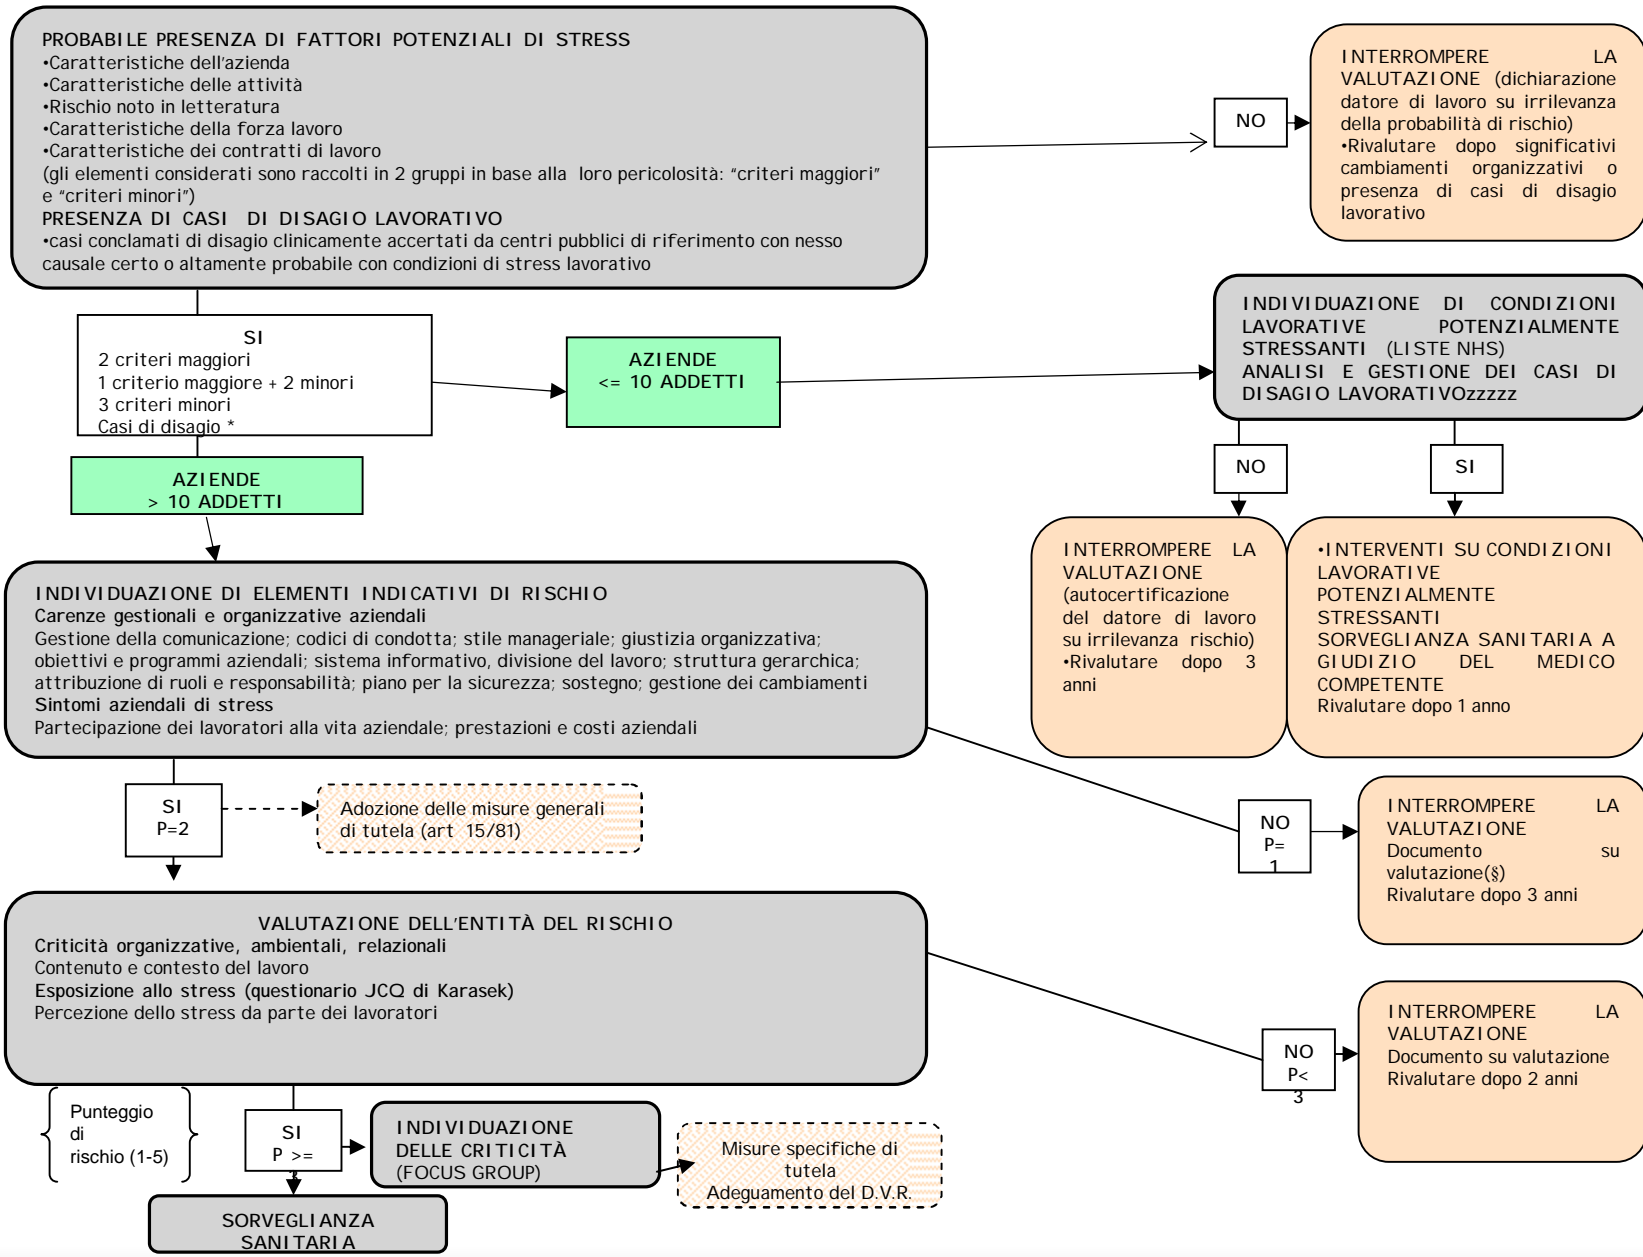 PROBABILE PRESENZA DI FATTORI POTENZIALI DI STRESS
•Caratteristiche dell'azienda
•Caratteristiche delle attività
•Rischio noto in letteratura
•Caratteristiche della forza lavoro
•Caratteristiche dei contratti di lavoro
(gli elementi considerati sono raccolti in 2 gruppi in base alla loro pericolosità: “criteri maggiori”
e “criteri minori”)
PRESENZA DI CASI DI DISAGIO LAVORATIVO
•casi conclamati di disagio clinicamente accertati da centri pubblici di riferimento con nesso
causale certo o altamente probabile con condizioni di stress lavorativo
NO
INTERROMPERE LA
VALUTAZIONE (dichiarazione
datore di lavoro su irrilevanza
della probabilità di rischio)
•Rivalutare dopo significativi
cambiamenti organizzativi o
presenza di casi di disagio
lavorativo
SI
2 criteri maggiori
1 criterio maggiore + 2 minori
3 criteri minori
Casi di disagio *
AZIENDE
<= 10 ADDETTI
INDIVIDUAZIONE DI CONDIZIONI
LAVORATIVE POTENZIALMENTE
STRESSANTI (LISTE NHS)
ANALISI E GESTIONE DEI CASI DI
DISAGIO LAVORATIVOzzzzz
NO
SI
AZIENDE
> 10 ADDETTI
INTERROMPERE LA
VALUTAZIONE
(autocertificazione
del datore di lavoro
su irrilevanza rischio)
•Rivalutare dopo 3
anni
•INTERVENTI SU CONDIZIONI
LAVORATIVE
POTENZIALMENTE
STRESSANTI
SORVEGLIANZA SANITARIA A
GIUDIZIO DEL MEDICO
COMPETENTE
Rivalutare dopo 1 anno
INDIVIDUAZIONE DI ELEMENTI INDICATIVI DI RISCHIO
Carenze gestionali e organizzative aziendali
Gestione della comunicazione; codici di condotta; stile manageriale; giustizia organizzativa;
obiettivi e programmi aziendali; sistema informativo, divisione del lavoro; struttura gerarchica;
attribuzione di ruoli e responsabilità; piano per la sicurezza; sostegno; gestione dei cambiamenti
Sintomi aziendali di stress
Partecipazione dei lavoratori alla vita aziendale; prestazioni e costi aziendali
SI
P=2
Adozione delle misure generali
di tutela (art 15/81)
NO
P=
1
INTERROMPERE LA
VALUTAZIONE
Documento su
valutazione(§)
Rivalutare dopo 3 anni
VALUTAZIONE DELL'ENTITÀ DEL RISCHIO
Criticità organizzative, ambientali, relazionali
Contenuto e contesto del lavoro
Esposizione allo stress (questionario JCQ di Karasek)
Percezione dello stress da parte dei lavoratori
NO
P<
3
INTERROMPERE LA
VALUTAZIONE
Documento su valutazione
Rivalutare dopo 2 anni
Punteggio
di
rischio (1-5)
SI
P >=
INDIVIDUAZIONE
DELLE CRITICITÀ
(FOCUS GROUP)
Misure specifiche di
tutela
Adeguamento del D.V.R.
SORVEGLIANZA
SANITARIA